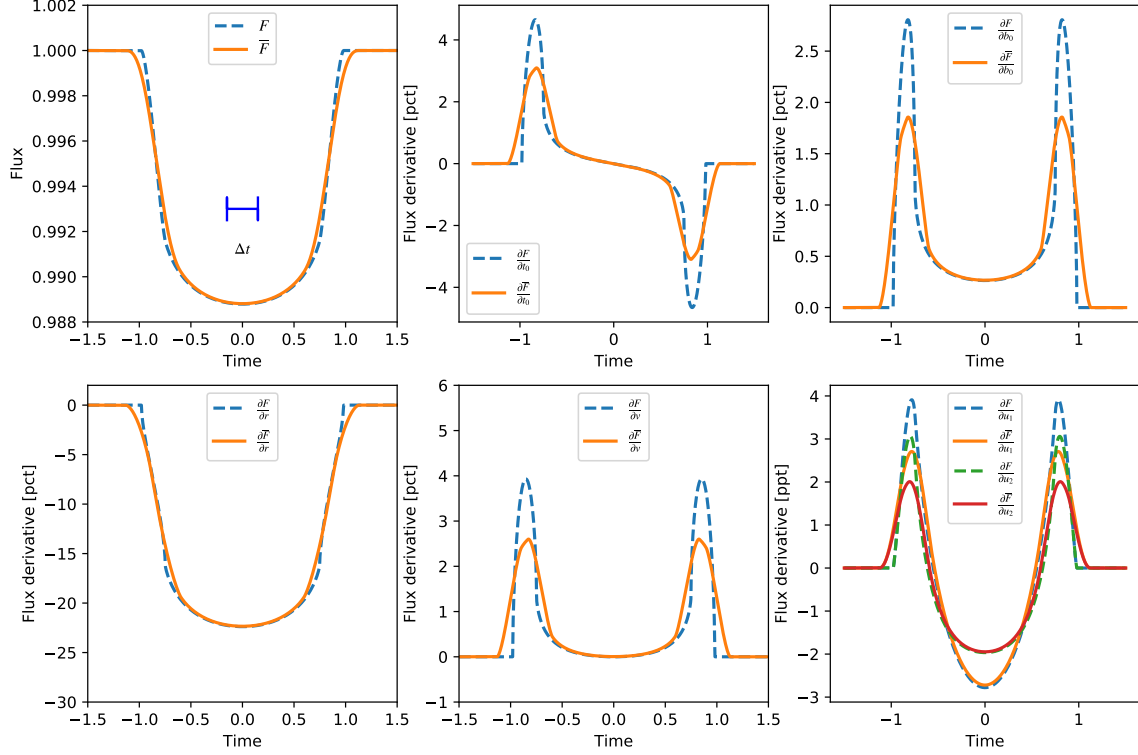 1.002
1.000
0.998
0.996
0.994
0.992
0.990
0.988
Flux
F
F̅
Δt
−1.5 −1.0 −0.5 0.0 0.5 1.0 1.5
Time
4
2
0
−2
−4
Flux derivative [pct]
∂F/∂t₀
∂F̅/∂t₀
−1 0 1
Time
2.5
2.0
1.5
1.0
0.5
0.0
Flux derivative [pct]
∂F/∂b₀
∂F̅/∂b₀
−1 0 1
Time
0
−5
−10
−15
−20
−25
−30
Flux derivative [pct]
∂F/∂r
∂F̅/∂r
−1.5 −1.0 −0.5 0.0 0.5 1.0 1.5
Time
6
5
4
3
2
1
0
−1
Flux derivative [pct]
∂F/∂v
∂F̅/∂v
−1.5 −1.0 −0.5 0.0 0.5 1.0 1.5
Time
4
3
2
1
0
−1
−2
−3
Flux derivative [ppt]
∂F/∂u₁
∂F̅/∂u₁
∂F/∂u₂
∂F̅/∂u₂
−1 0 1
Time